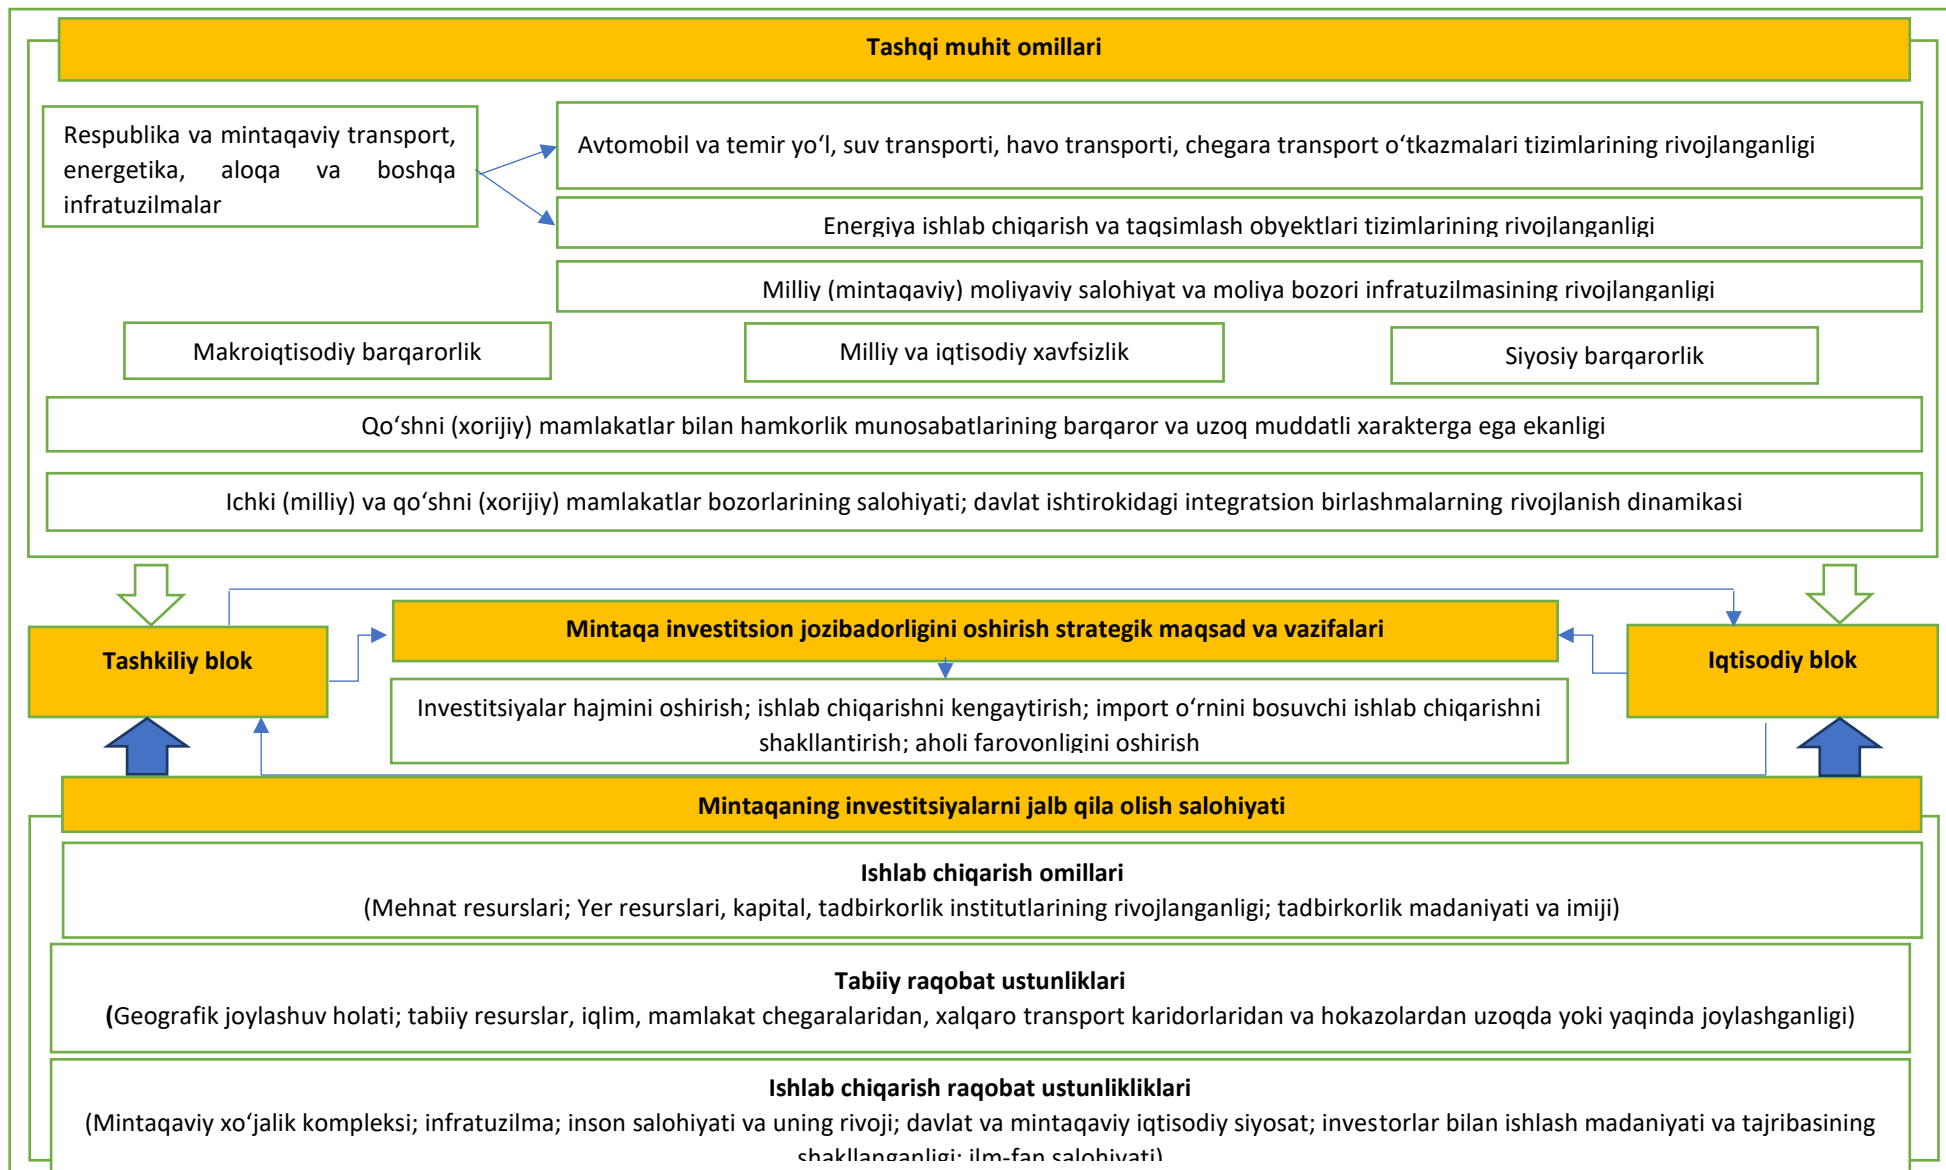 Tashqi muhit omillari
Respublika va mintaqaviy transport,
energetika, aloqa va boshqa
infratuzilmalar
Avtomobil va temir yo‘l, suv transporti, havo transporti, chegara transport o‘tkazmalari tizimlarining rivojlanganligi
Energiya ishlab chiqarish va taqsimlash obyektlari tizimlarining rivojlanganligi
Milliy (mintaqaviy) moliyaviy salohiyat va moliya bozori infratuzilmasining rivojlanganligi
Makroiqtisodiy barqarorlik
Milliy va iqtisodiy xavfsizlik
Siyosiy barqarorlik
Qo‘shni (xorijiy) mamlakatlar bilan hamkorlik munosabatlarining barqaror va uzoq muddatli xarakterga ega ekanligi
Ichki (milliy) va qo‘shni (xorijiy) mamlakatlar bozorlarining salohiyati; davlat ishtirokidagi integratsion birlashmalarning rivojlanish dinamikasi
Tashkiliy blok
Mintaqa investitsion jozibadorligini oshirish strategik maqsad va vazifalari
Iqtisodiy blok
Investitsiyalar hajmini oshirish; ishlab chiqarishni kengaytirish; import o‘rnini bosuvchi ishlab chiqarishni
shakllantirish; aholi farovonligini oshirish
Mintaqaning investitsiyalarni jalb qila olish salohiyati
Ishlab chiqarish omillari
(Mehnat resurslari; Yer resurslari, kapital, tadbirkorlik institutlarining rivojlanganligi; tadbirkorlik madaniyati va imiji)
Tabiiy raqobat ustunliklari
(Geografik joylashuv holati; tabiiy resurslar, iqlim, mamlakat chegaralaridan, xalqaro transport karidorlaridan va hokazolardan uzoqda yoki yaqinda joylashganligi)
Ishlab chiqarish raqobat ustunlikliklari
(Mintaqaviy xo‘jalik kompleksi; infratuzilma; inson salohiyati va uning rivoji; davlat va mintaqaviy iqtisodiy siyosat; investorlar bilan ishlash madaniyati va tajribasining
shakllanganligi; ilm-fan salohiyati)